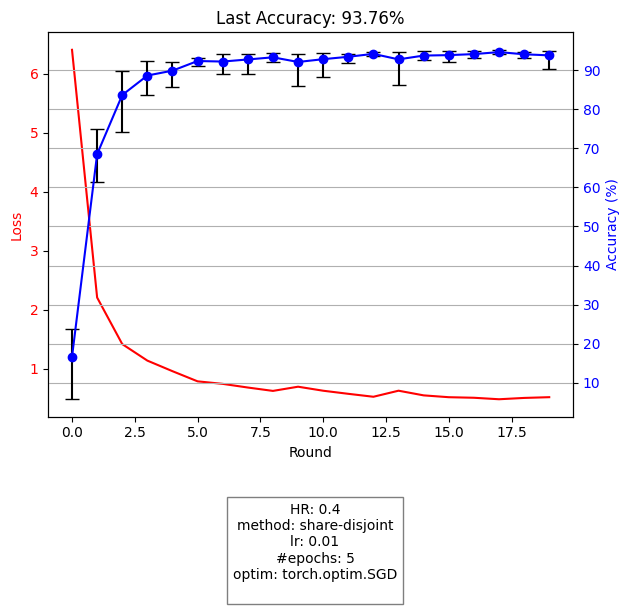 Last Accuracy: 93.76%
6
5
4
3
2
1
Loss
90
80
70
60
50
40
30
20
10
Accuracy (%)
0.0 2.5 5.0 7.5 10.0 12.5 15.0 17.5
Round
HR: 0.4
method: share-disjoint
lr: 0.01
#epochs: 5
optim: torch.optim.SGD